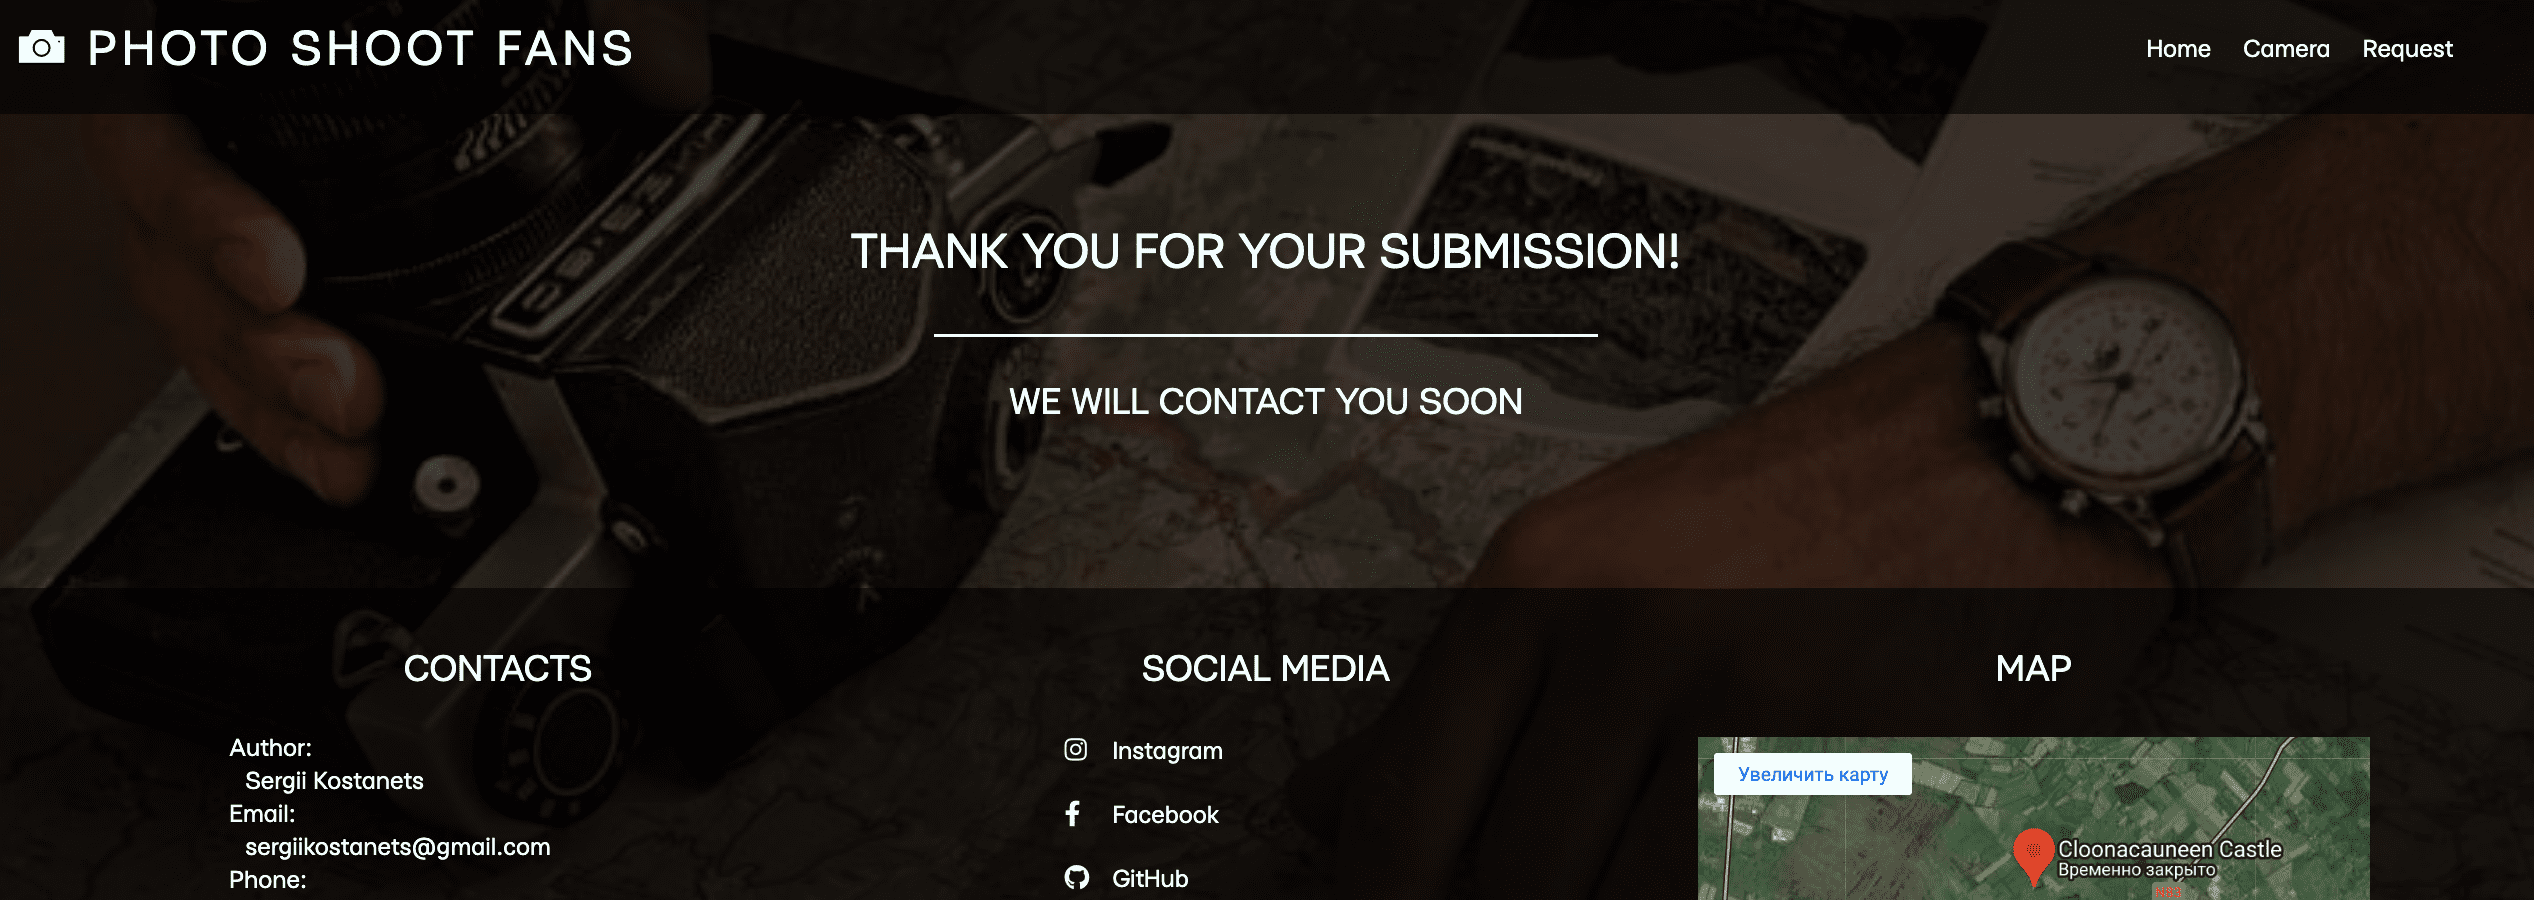 PHOTO SHOOT FANS
Home Camera Request
THANK YOU FOR YOUR SUBMISSION!
WE WILL CONTACT YOU SOON
CONTACTS
Author:
Sergii Kostanets
Email:
sergiikostanets@gmail.com
Phone:
SOCIAL MEDIA
Instagram
Facebook
GitHub
MAP
Увеличить карту
Cloonacauneen Castle
Временно закрыто